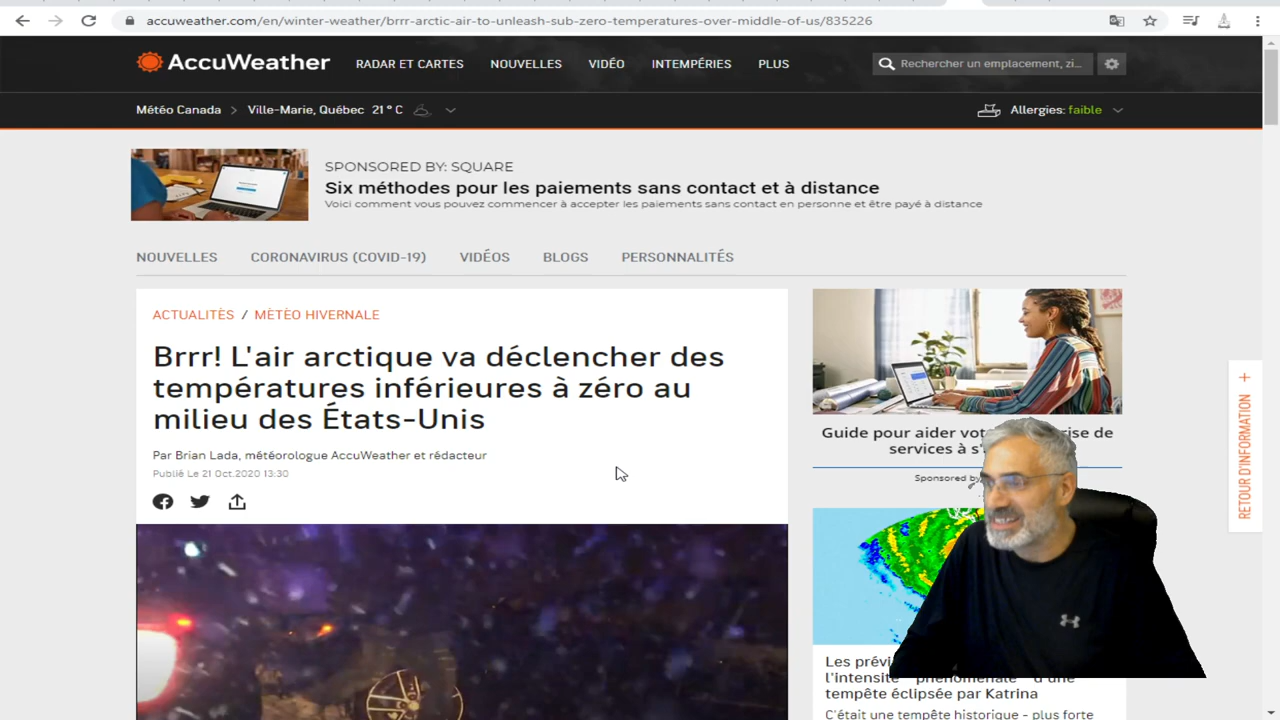 accuweather.com/en/winter-weather/brrr-arctic-air-to-unleash-sub-zero-temperatures-over-middle-of-us/835226
AccuWeather
RADAR ET CARTES NOUVELLES VIDÉO INTEMPÉRIES PLUS
Rechercher un emplacement, zi...
Météo Canada > Ville-Marie, Québec 21° C
Allergies: faible
SPONSORED BY: SQUARE
Six méthodes pour les paiements sans contact et à distance
Voici comment vous pouvez commencer à accepter les paiements sans contact en personne et être payé à distance
NOUVELLES CORONAVIRUS (COVID-19) VIDÉOS BLOGS PERSONNALITÉS
ACTUALITÉS / MÉTÉO HIVERNALE
Brrr! L'air arctique va déclencher des
températures inférieures à zéro au
milieu des États-Unis
Par Brian Lada, météorologue AccuWeather et rédacteur
Publié Le 21 Oct.2020 13:30
Guide pour aider
de
services à
Sponsored
RETOUR D'INFORMATION +
Les
l'intensité
d'une
tempête éclipsée par Katrina
C'était une tempête historique - plus forte